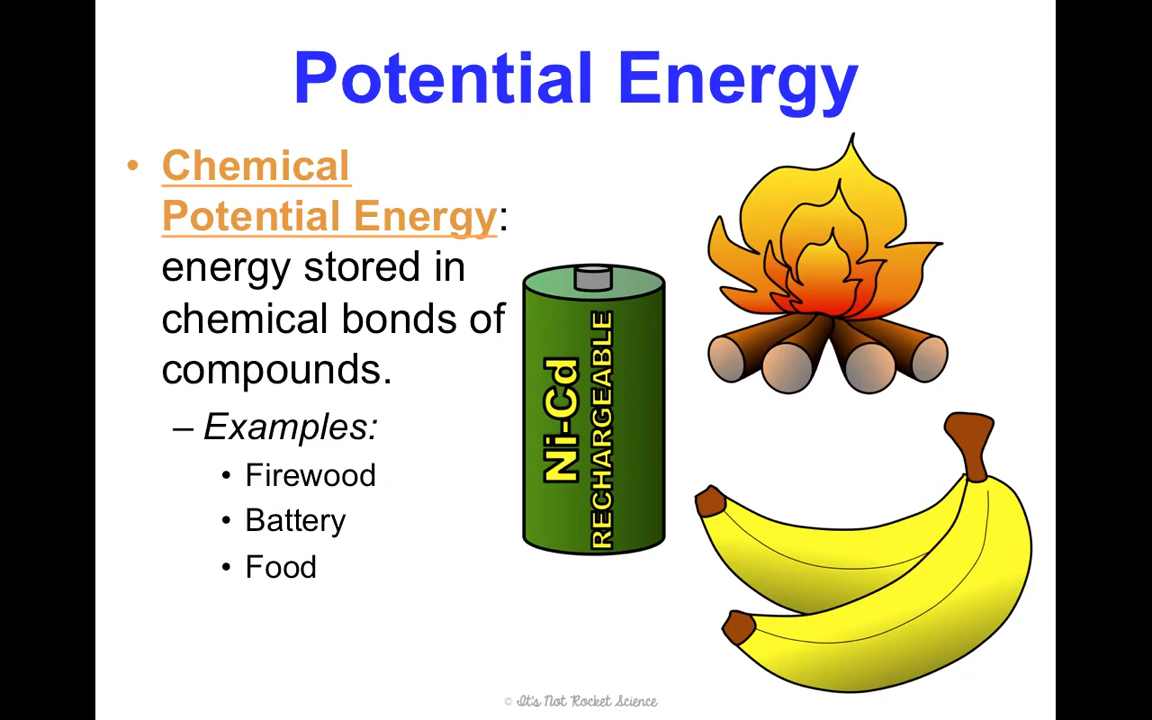 Potential Energy
• Chemical
Potential Energy:
energy stored in
chemical bonds of
compounds.
– Examples:
• Firewood
• Battery
• Food
Ni-Cd
RECHARGEABLE
© It's Not Rocket Science